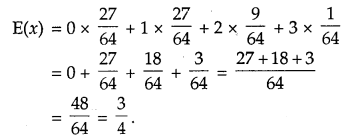 E(x) = 0 × 27/64 + 1 × 27/64 + 2 × 9/64 + 3 × 1/64
= 0 + 27/64 + 18/64 + 3/64 = 27 + 18 + 3/64
= 48/64 = 3/4.